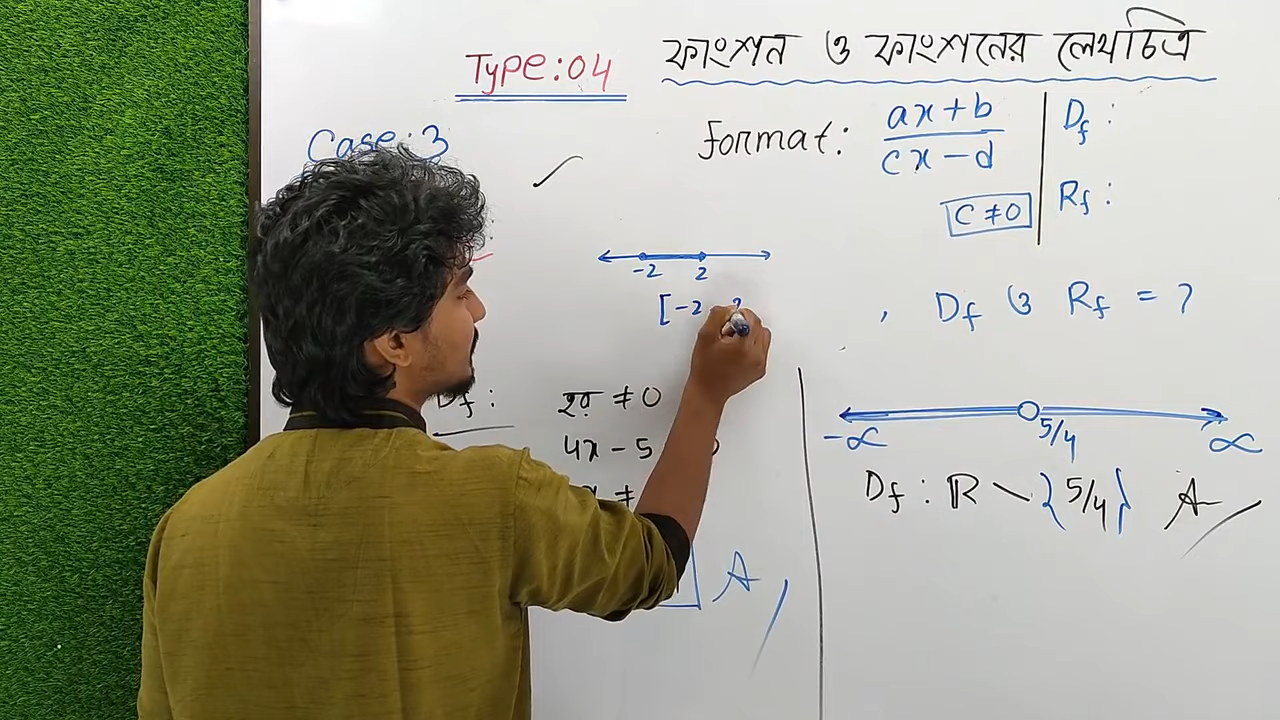 Type:04
ফাংশন ও ফাংশনের লেখচিত্র
Case:3
Format: ax+b / cx-d
c ≠ 0
Df :
Rf :
-2 2
[-2
, Df ও Rf = ?
Df :
হর ≠ 0
4x - 5
≠
A
-∞ 5/4 ∞
Df : R \ {5/4} A